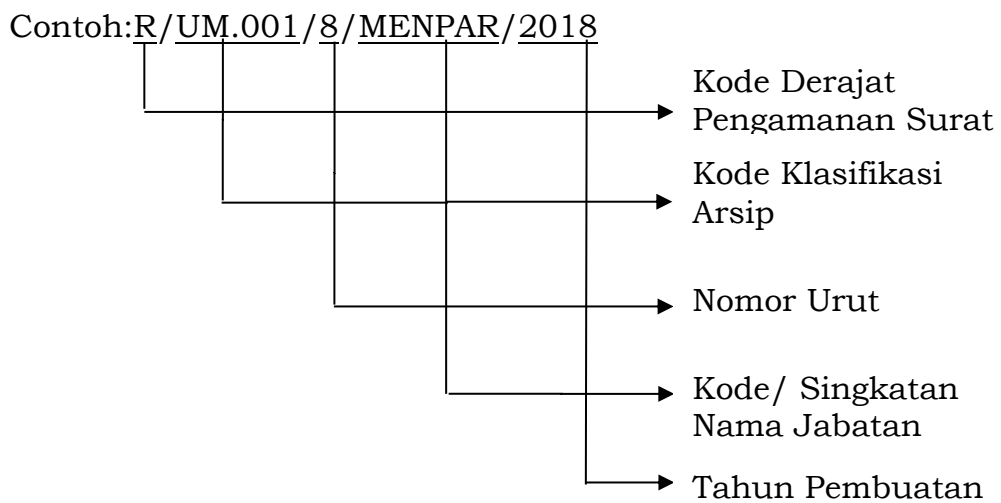 Contoh:R/UM.001/8/MENPAR/2018
Kode Derajat
Pengamanan Surat
Kode Klasifikasi
Arsip
Nomor Urut
Kode/ Singkatan
Nama Jabatan
Tahun Pembuatan